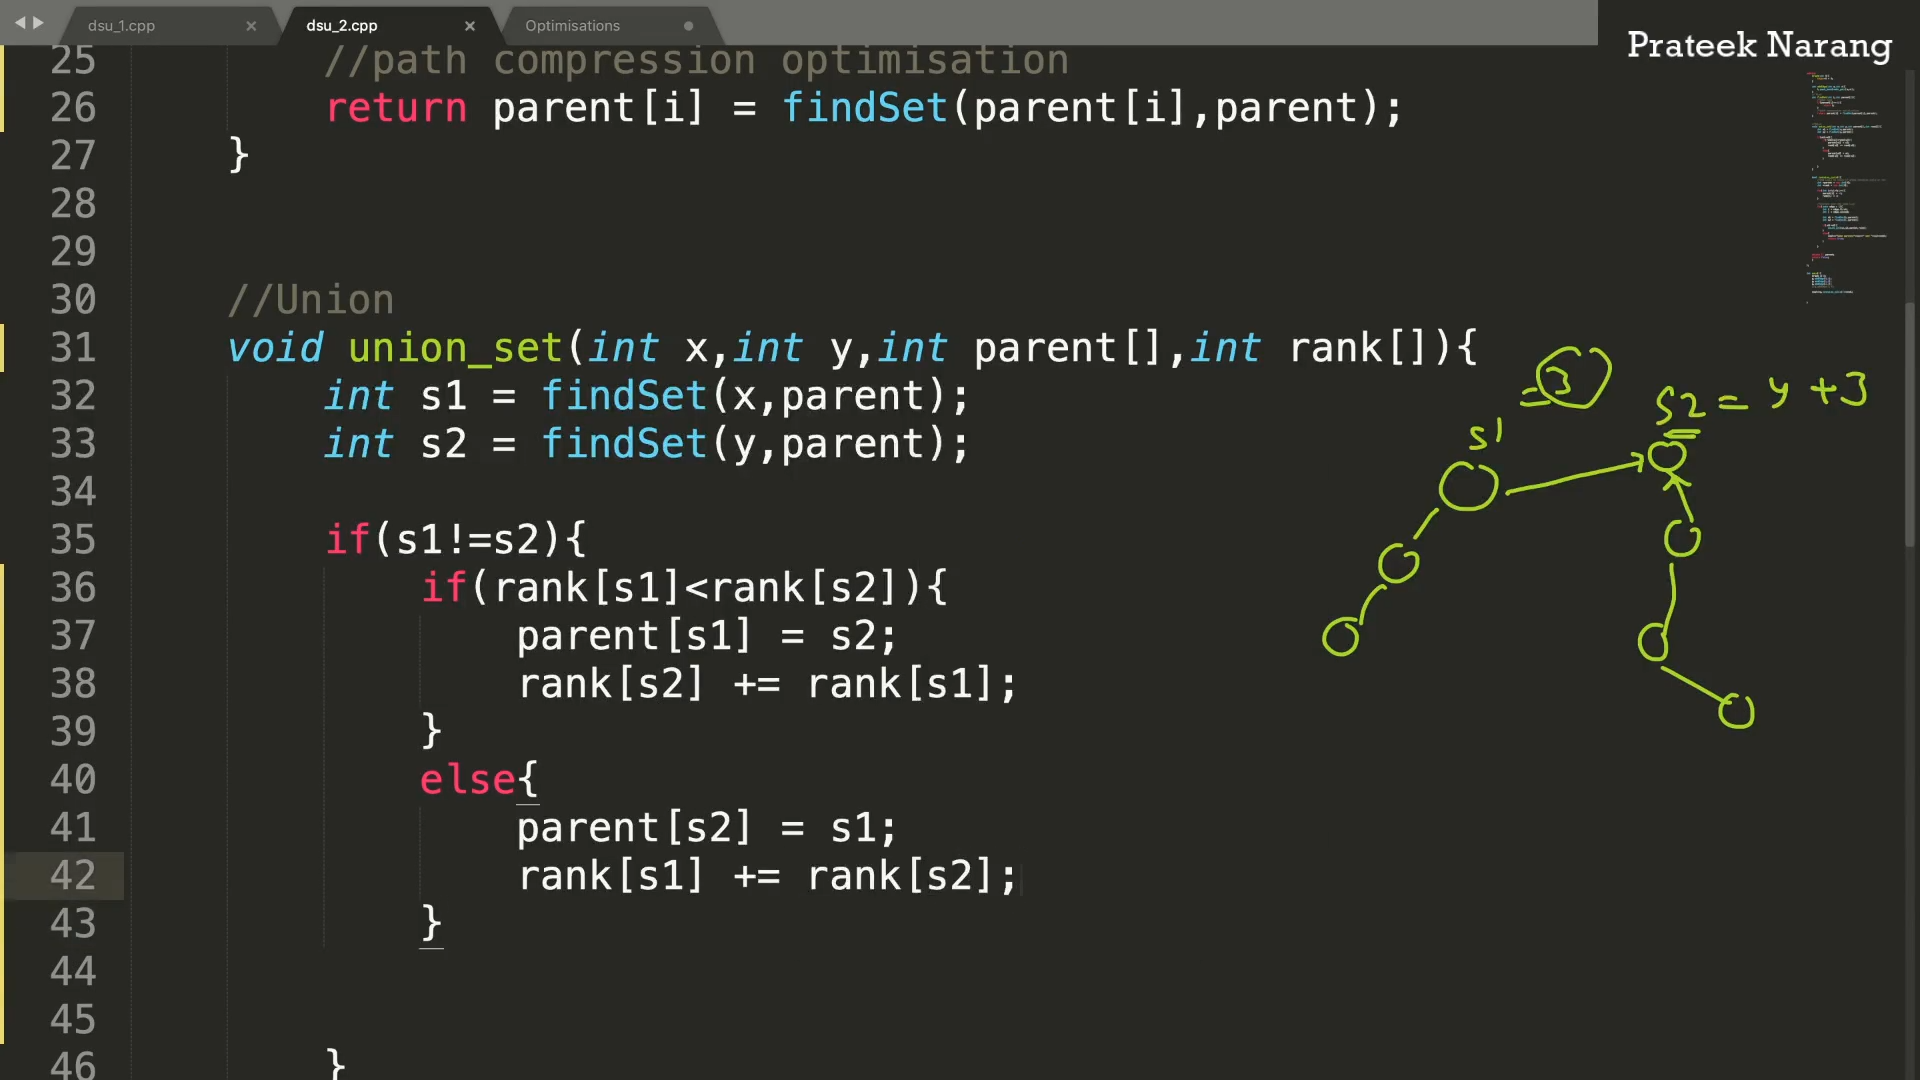 dsu_1.cpp × dsu_2.cpp × Optimisations
Prateek Narang
25 //path compression optimisation
26 return parent[i] = findSet(parent[i],parent);
27 }
28
29
30 //Union
31 void union_set(int x,int y,int parent[],int rank[]){
32 int s1 = findSet(x,parent);
33 int s2 = findSet(y,parent);
34
35 if(s1!=s2){
36 if(rank[s1]<rank[s2]){
37 parent[s1] = s2;
38 rank[s2] += rank[s1];
39 }
40 else{
41 parent[s2] = s1;
42 rank[s1] += rank[s2];
43 }
44
45
46 }
s1 = 3
s2 = y + 3